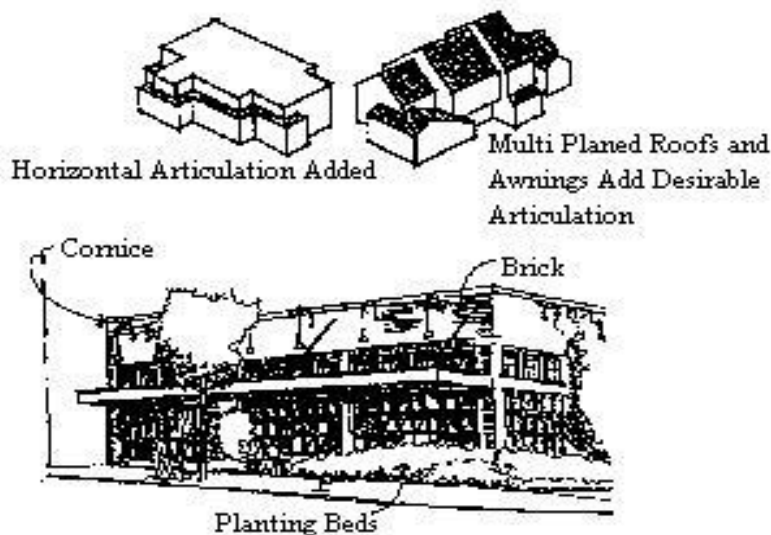 Horizontal Articulation Added
Multi Planed Roofs and
Awnings Add Desirable
Articulation
Cornice
Brick
Planting Beds